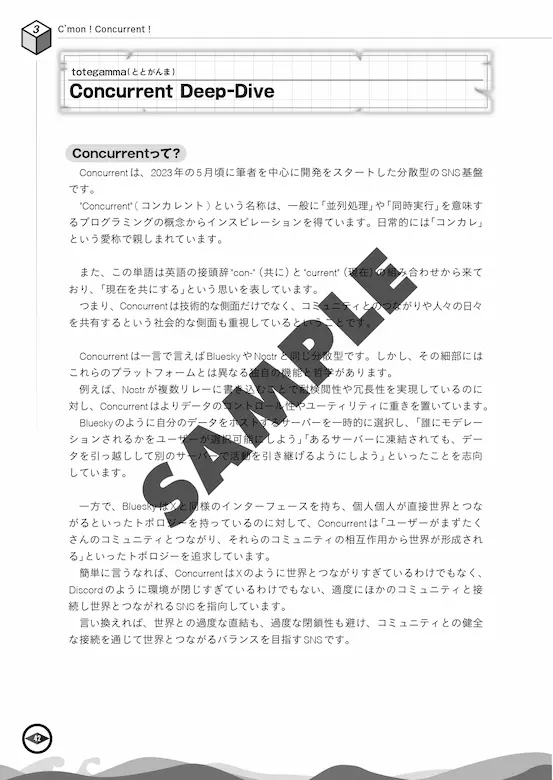 3
C'mon ! Concurrent !
totegamma(ととがんま)
Concurrent Deep-Dive
Concurrentって?
Concurrentは、2023年の5月頃に筆者を中心に開発をスタートした分散型のSNS基盤
です。
"Concurrent"(コンカレント)という名称は、一般に「並列処理」や「同時実行」を意味す
るプログラミングの概念からインスピレーションを得ています。日常的には「コンカレ」
という愛称で親しまれています。
また、この単語は英語の接頭辞"con-"(共に)と"current"(現在)の組み合わせから来て
おり、「現在を共にする」という思いを表しています。
つまり、Concurrentは技術的な側面だけでなく、コミュニティとのつながりや人々の日々
を共有するという社会的な側面も重視しているということです。
Concurrentは一言で言えばBlueskyやNostrと同じ分散型です。しかし、その細部には
これらのプラットフォームとは異なる独自の機能と哲学があります。
例えば、Nostrが複数リレーに書き込むことで耐検閲性や冗長性を実現しているのに
対し、Concurrentはよりデータのコントロール性やユーティリティに重きを置いています。
Blueskyのように自分のデータをホストするサーバーを一時的に選択し、「誰にモデレー
ションされるかをユーザーが選択可能にしよう」「あるサーバーに凍結されても、デー
タを引っ越しして別のサーバーで活動を引き継げるようにしよう」といったことを志向
しています。
一方で、BlueskyはXと同様のインターフェースを持ち、個人個人が直接世界とつな
がるといったトポロジーを持っているのに対して、Concurrentは「ユーザーがまずたく
さんのコミュニティとつながり、それらのコミュニティの相互作用から世界が形成され
る」といったトポロジーを追求しています。
簡単に言うなれば、ConcurrentはXのように世界とつながりすぎているわけでもなく、
Discordのように環境が閉じすぎているわけでもない、適度にほかのコミュニティと接
続し世界とつながれるSNSを指向しています。
言い換えれば、世界との過度な直結も、過度な閉鎖性も避け、コミュニティとの健全
な接続を通じて世界とつながるバランスを目指すSNSです。
SAMPLE
42